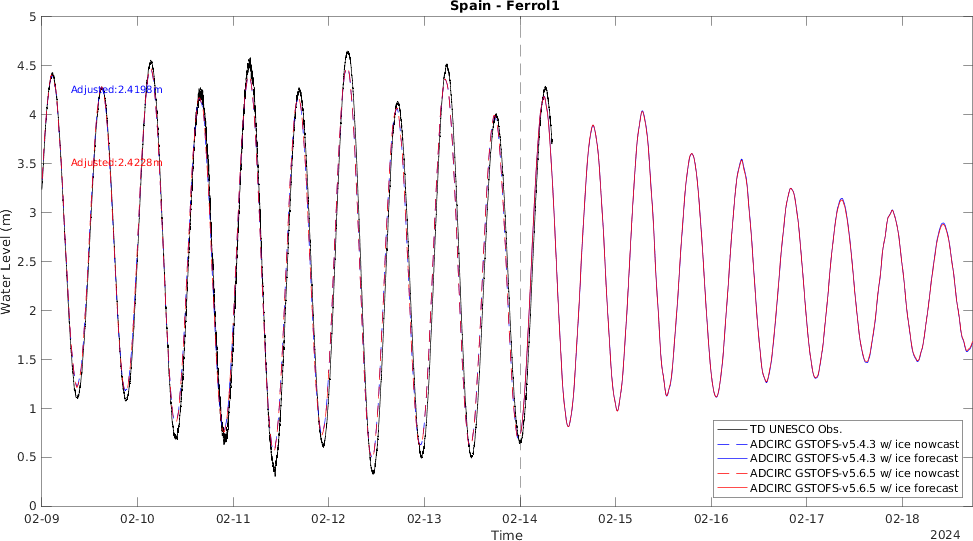 Spain - Ferrol1
5
4.5
4
3.5
3
2.5
2
1.5
1
0.5
0
Water Level (m)
Adjusted:2.4198m
Adjusted:2.4228m
TD UNESCO Obs.
ADCIRC GSTOFS-v5.4.3 w/ ice nowcast
ADCIRC GSTOFS-v5.4.3 w/ ice forecast
ADCIRC GSTOFS-v5.6.5 w/ ice nowcast
ADCIRC GSTOFS-v5.6.5 w/ ice forecast
02-09 02-10 02-11 02-12 02-13 02-14 02-15 02-16 02-17 02-18
Time
2024